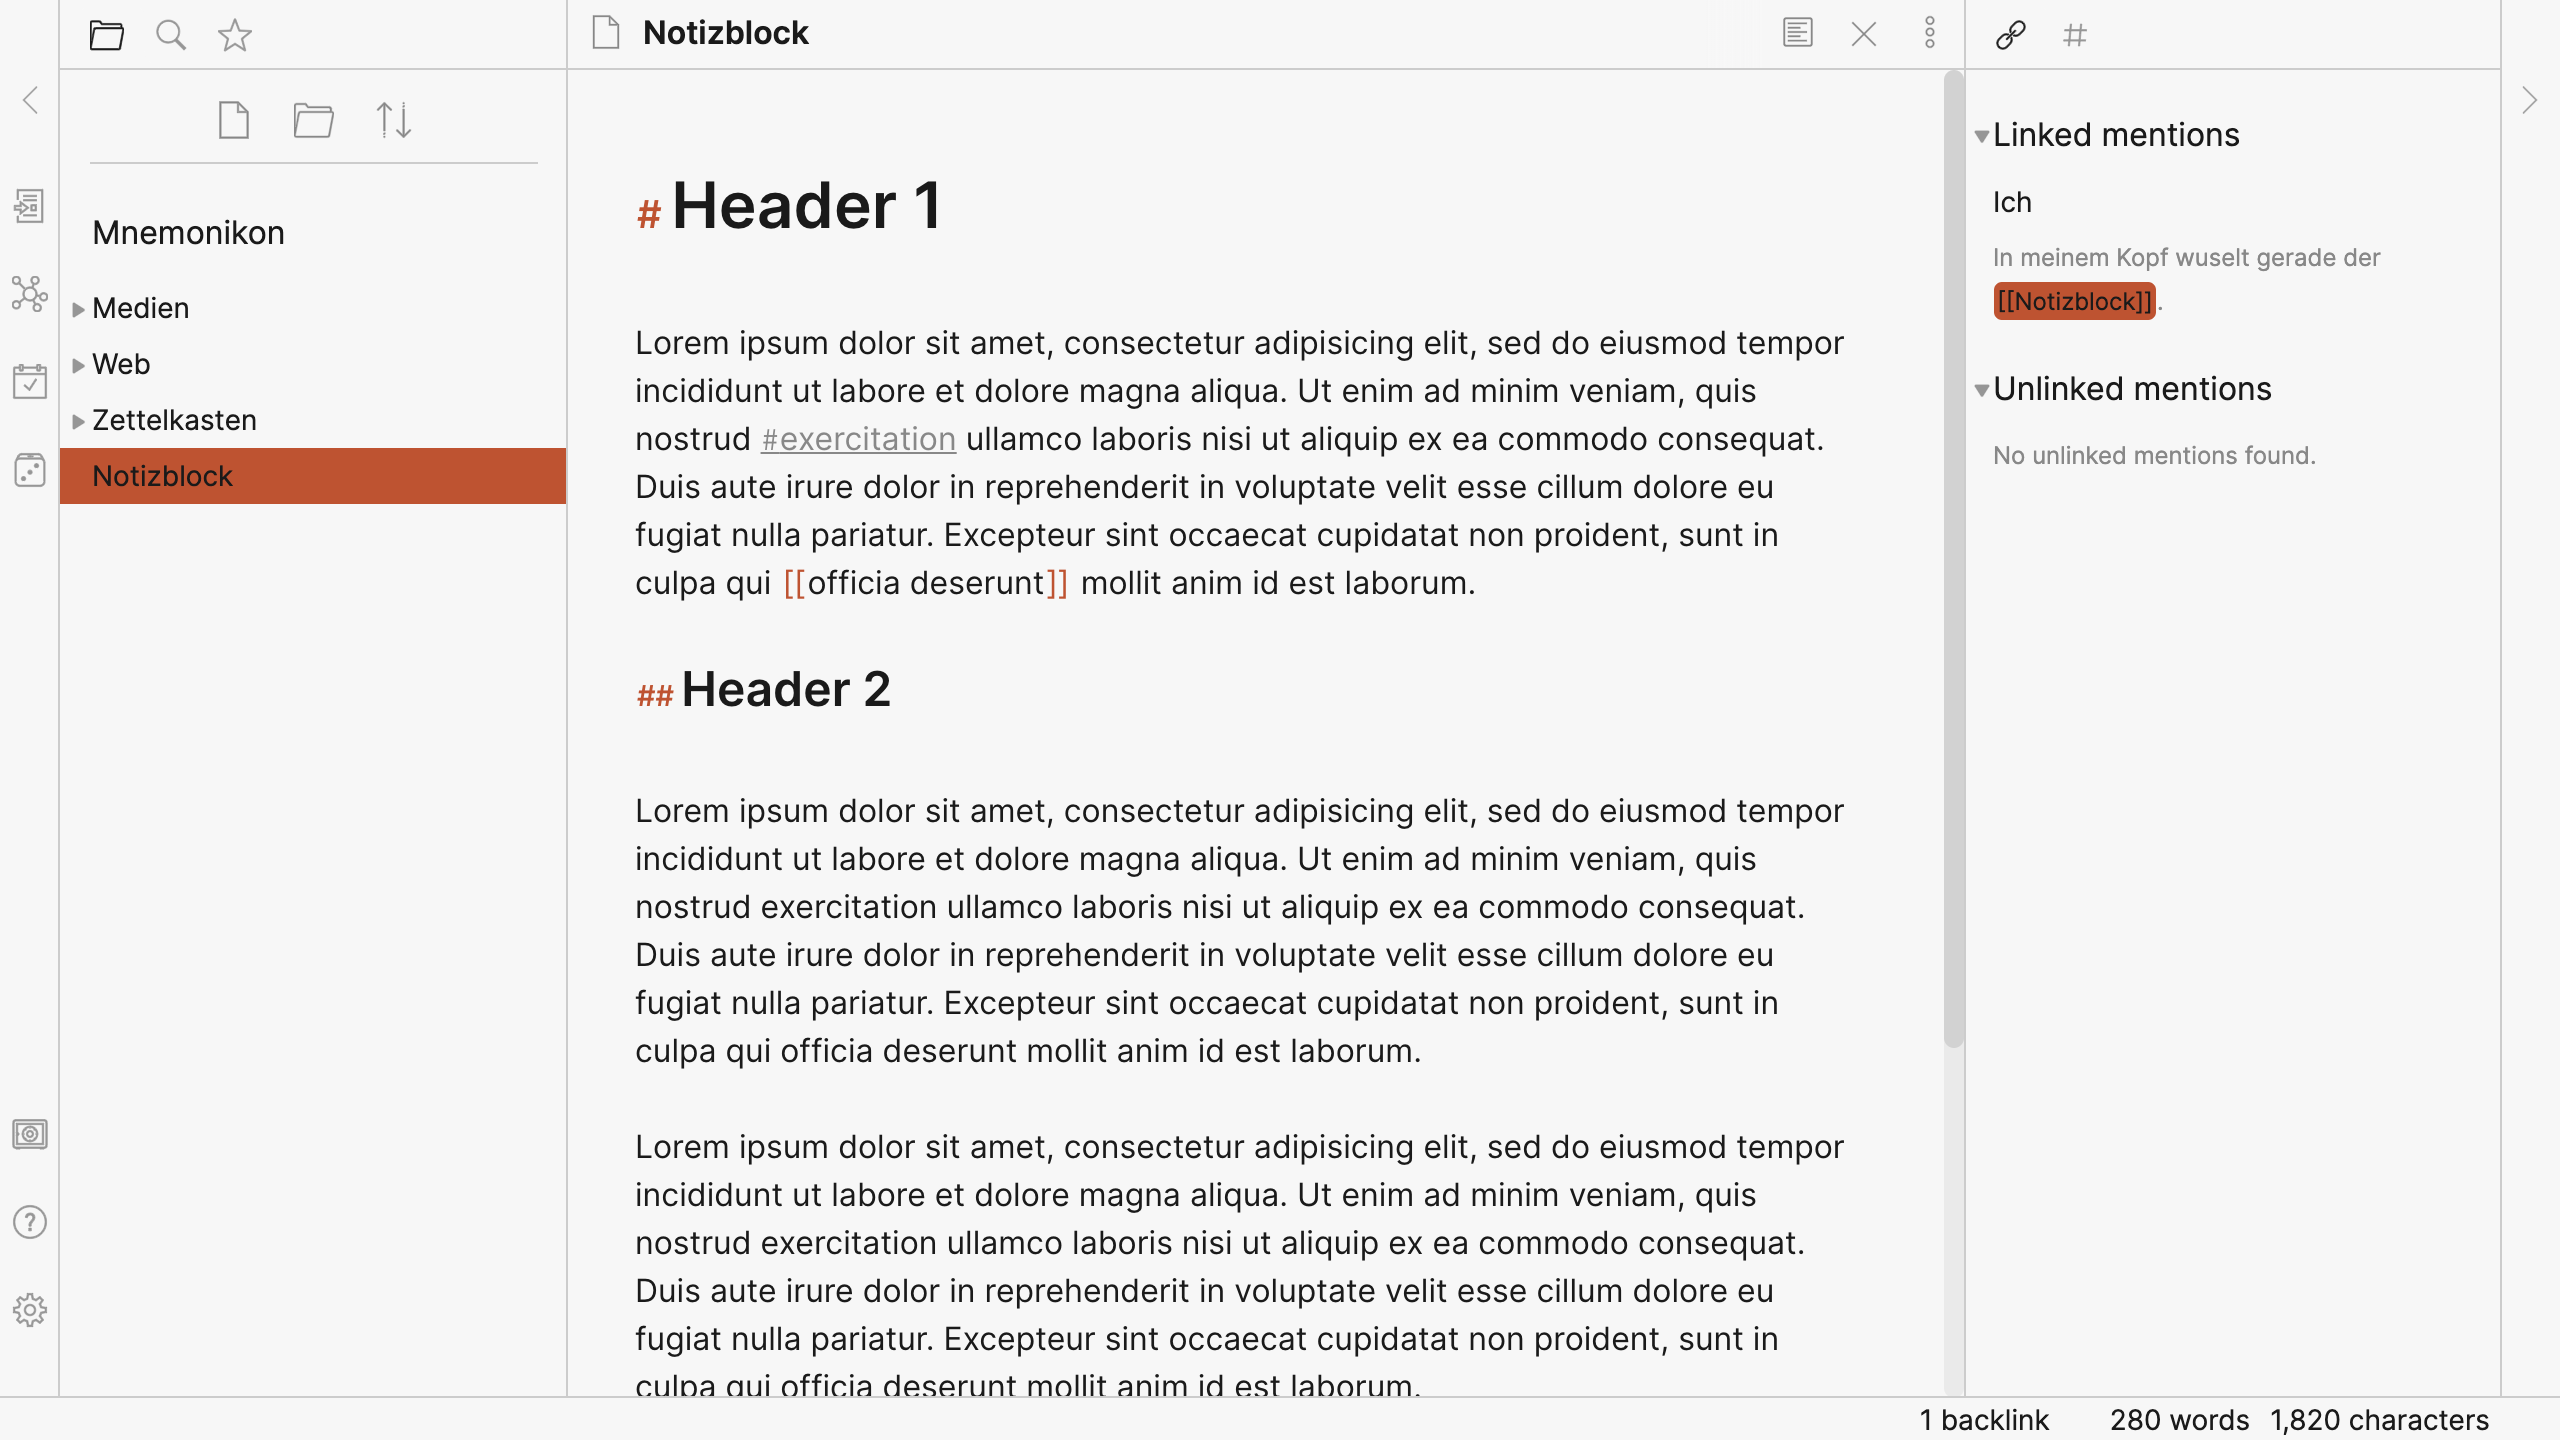 Notizblock
Mnemonikon
Medien
Web
Zettelkasten
Notizblock
# Header 1
Lorem ipsum dolor sit amet, consectetur adipisicing elit, sed do eiusmod tempor
incididunt ut labore et dolore magna aliqua. Ut enim ad minim veniam, quis
nostrud #exercitation ullamco laboris nisi ut aliquip ex ea commodo consequat.
Duis aute irure dolor in reprehenderit in voluptate velit esse cillum dolore eu
fugiat nulla pariatur. Excepteur sint occaecat cupidatat non proident, sunt in
culpa qui [[officia deserunt]] mollit anim id est laborum.
## Header 2
Lorem ipsum dolor sit amet, consectetur adipisicing elit, sed do eiusmod tempor
incididunt ut labore et dolore magna aliqua. Ut enim ad minim veniam, quis
nostrud exercitation ullamco laboris nisi ut aliquip ex ea commodo consequat.
Duis aute irure dolor in reprehenderit in voluptate velit esse cillum dolore eu
fugiat nulla pariatur. Excepteur sint occaecat cupidatat non proident, sunt in
culpa qui officia deserunt mollit anim id est laborum.
Lorem ipsum dolor sit amet, consectetur adipisicing elit, sed do eiusmod tempor
incididunt ut labore et dolore magna aliqua. Ut enim ad minim veniam, quis
nostrud exercitation ullamco laboris nisi ut aliquip ex ea commodo consequat.
Duis aute irure dolor in reprehenderit in voluptate velit esse cillum dolore eu
fugiat nulla pariatur. Excepteur sint occaecat cupidatat non proident, sunt in
culpa qui officia deserunt mollit anim id est laborum.
Linked mentions
Ich
In meinem Kopf wuselt gerade der
[[Notizblock]].
Unlinked mentions
No unlinked mentions found.
1 backlink 280 words 1,820 characters